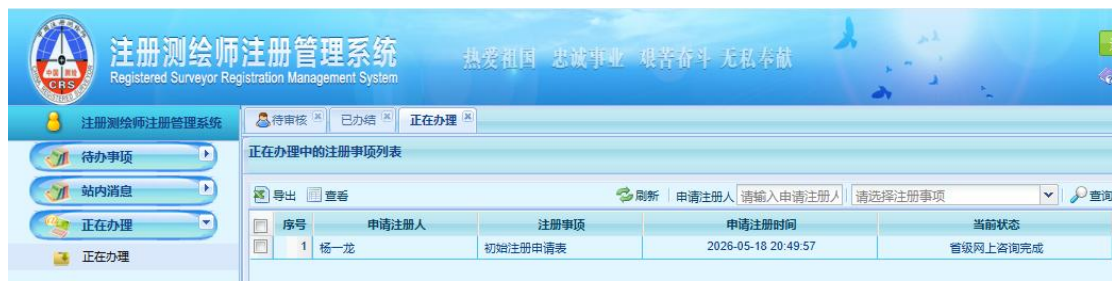 注册测绘师注册管理系统
Registered Surveyor Registration Management System
热爱祖国 忠诚事业 艰苦奋斗 无私奉献
中国 测绘
CRS
注册测绘师注册管理系统
待审核 已办结 正在办理
待办事项
正在办理中的注册事项列表
站内消息
导出 查看 刷新 申请注册人 请输入申请注册人 请选择注册事项 查询
正在办理
序号 申请注册人 注册事项 申请注册时间 当前状态
1 杨一龙 初始注册申请表 2026-05-18 20:49:57 省级网上咨询完成
正在办理